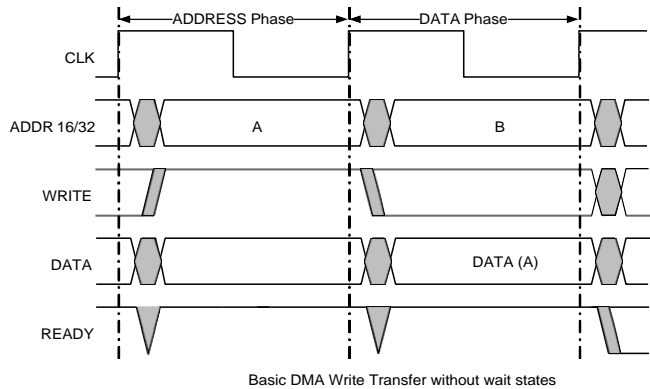 ADDRESS Phase DATA Phase
CLK
ADDR 16/32 A B
WRITE
DATA DATA (A)
READY
Basic DMA Write Transfer without wait states